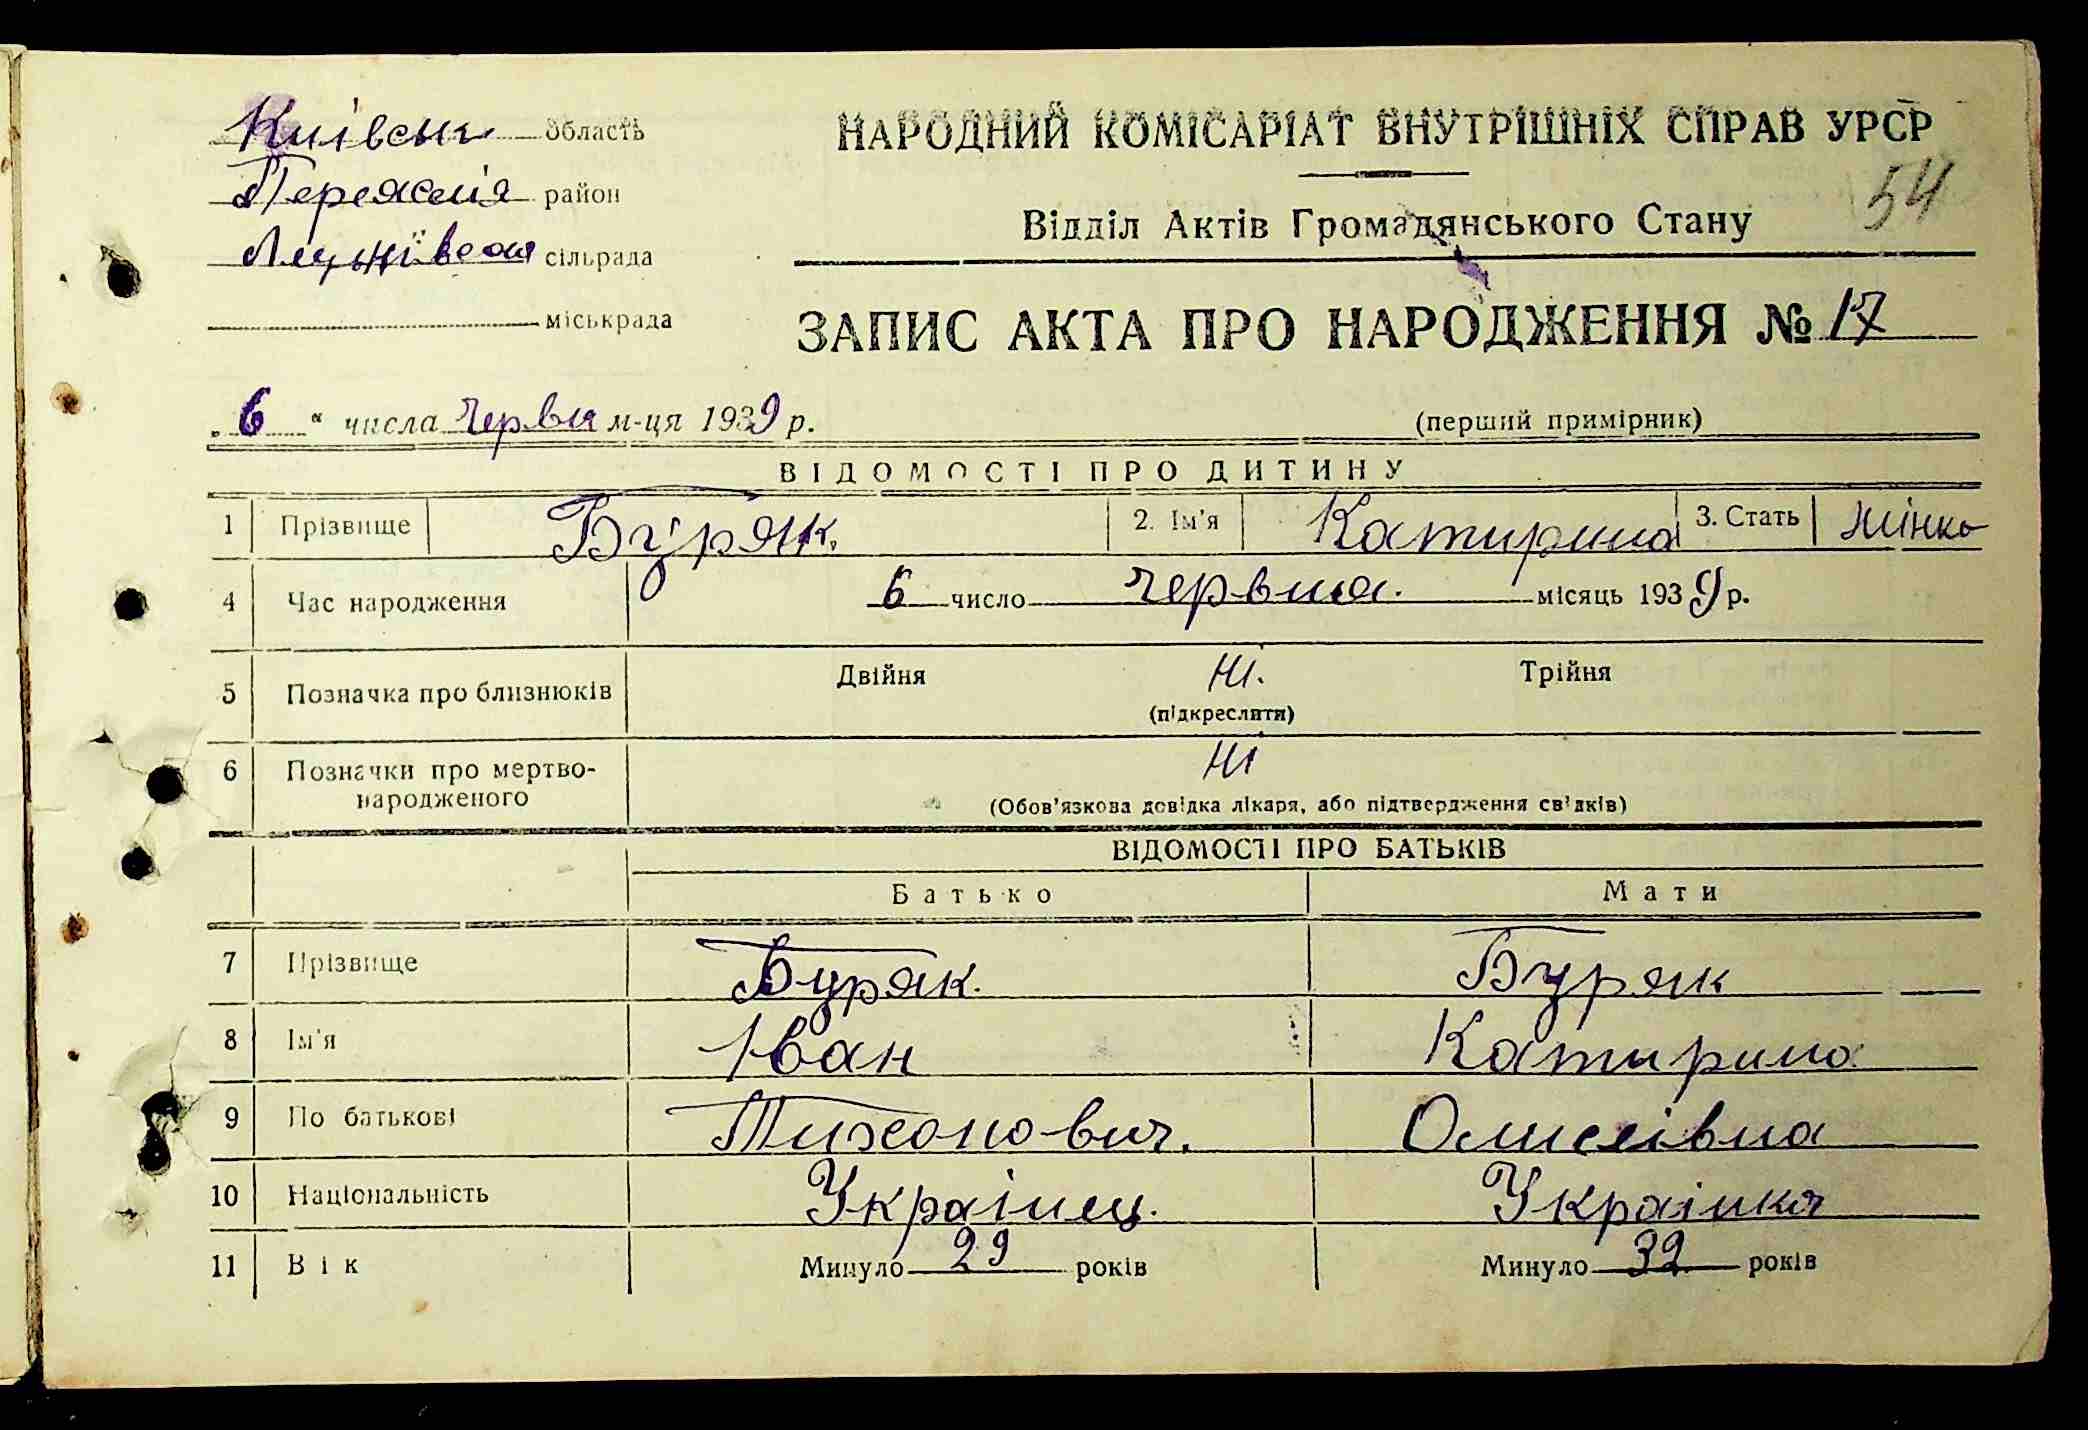 Київськ область
НАРОДНИЙ КОМІСАРІАТ ВНУТРІШНІХ СПРАВ УРСР
район
54
Відділ Актів Громадянського Стану
сільрада
міськрада
ЗАПИС АКТА ПРО НАРОДЖЕННЯ № 17
„ 6 “ числа Червня м-ця 1939 р.
(перший примірник)
ВІДОМОСТІ ПРО ДИТИНУ
1 Прізвище Буряк. 2. Ім'я Катирина 3. Стать Жінка
4 Час народження 6 число Червня. місяць 1939 р.
5 Позначка про близнюків Двійня Ні. Трійня
(підкреслити)
6 Позначки про мертво-
народженого Ні
(Обов'язкова довідка лікаря, або підтвердження свідків)
ВІДОМОСТІ ПРО БАТЬКІВ
Батько Мати
7 Прізвище Буряк. Буряк
8 Ім'я Іван Катирина
9 По батькові Тихонович.
10 Національність Українец. Українка
11 Вік Минуло 29 років Минуло 32 років